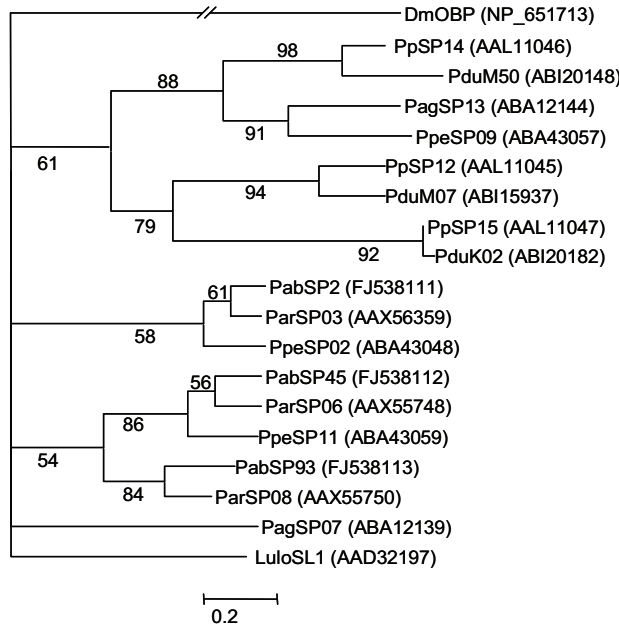 DmOBP (NP_651713)
98
PpSP14 (AAL11046)
PduM50 (ABI20148)
88
PagSP13 (ABA12144)
91
PpeSP09 (ABA43057)
61
PpSP12 (AAL11045)
94
PduM07 (ABI15937)
79
PpSP15 (AAL11047)
92
PduK02 (ABI20182)
61
PabSP2 (FJ538111)
ParSP03 (AAX56359)
58
PpeSP02 (ABA43048)
56
PabSP45 (FJ538112)
ParSP06 (AAX55748)
86
PpeSP11 (ABA43059)
54
PabSP93 (FJ538113)
84
ParSP08 (AAX55750)
PagSP07 (ABA12139)
LuloSL1 (AAD32197)
0.2